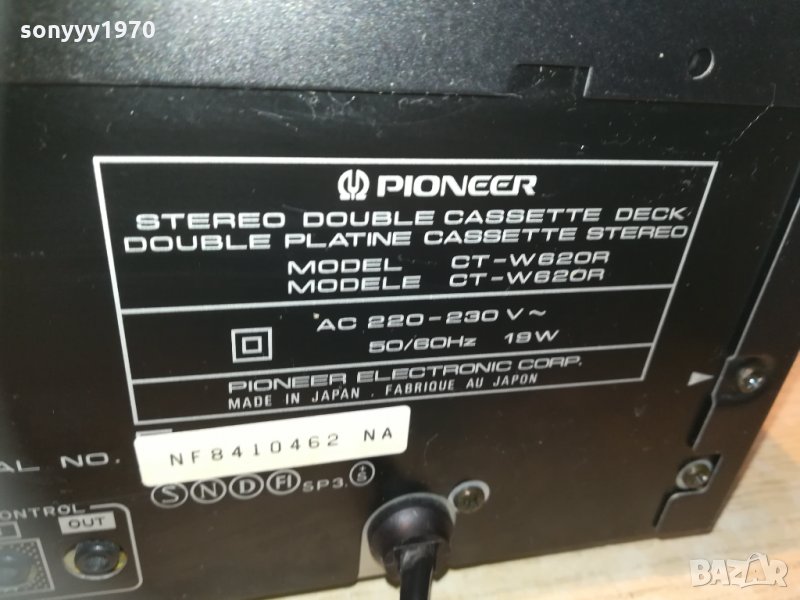 sonyyy1970
PIONEER
STEREO DOUBLE CASSETTE DECK
DOUBLE PLATINE CASSETTE STEREO
MODEL CT-W620R
MODELE CT-W620R
AC 220-230 V~
50/60Hz 19W
PIONEER ELECTRONIC CORP.
MADE IN JAPAN . FABRIQUE AU JAPON
AL NO. NF8410462 NA
S N D FI SP3. S
CONTROL
OUT
BAZAR